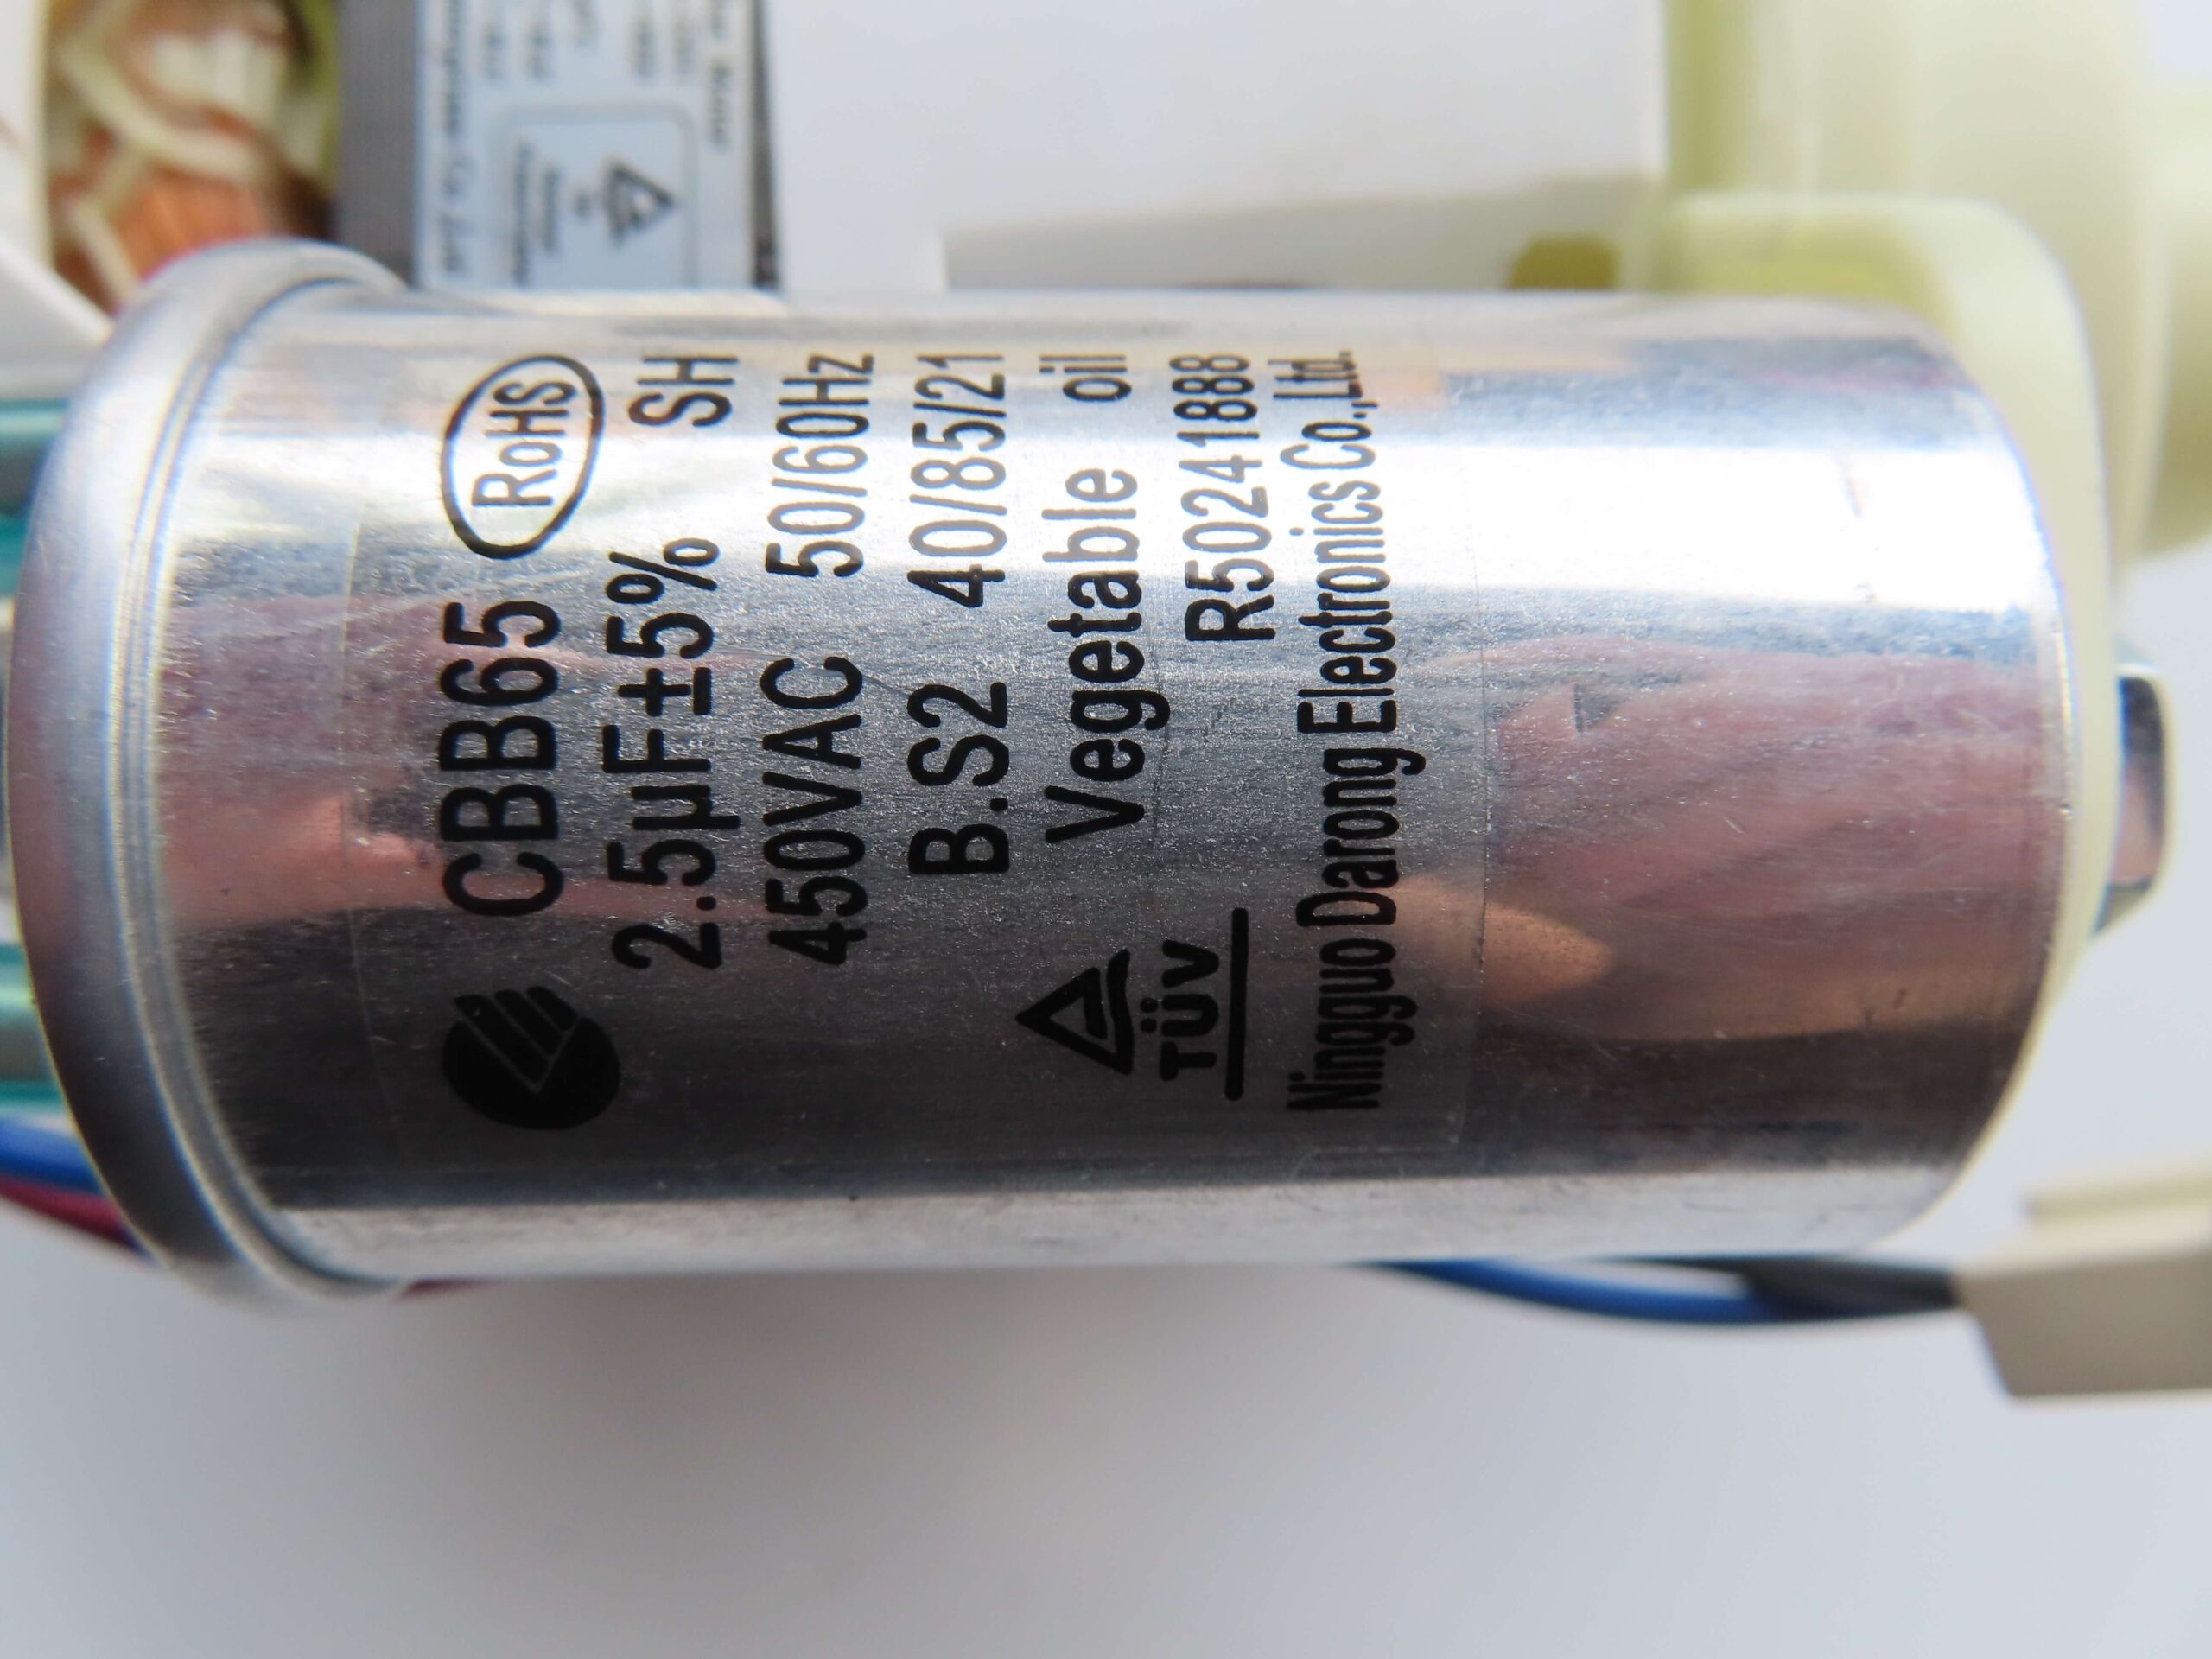 CBB65 RoHS
2.5μF±5% SH
450VAC 50/60Hz
B.S2 40/85/21
Vegetable oil
TÜV R50241888
Ningguo Darong Electronics Co.,Ltd.